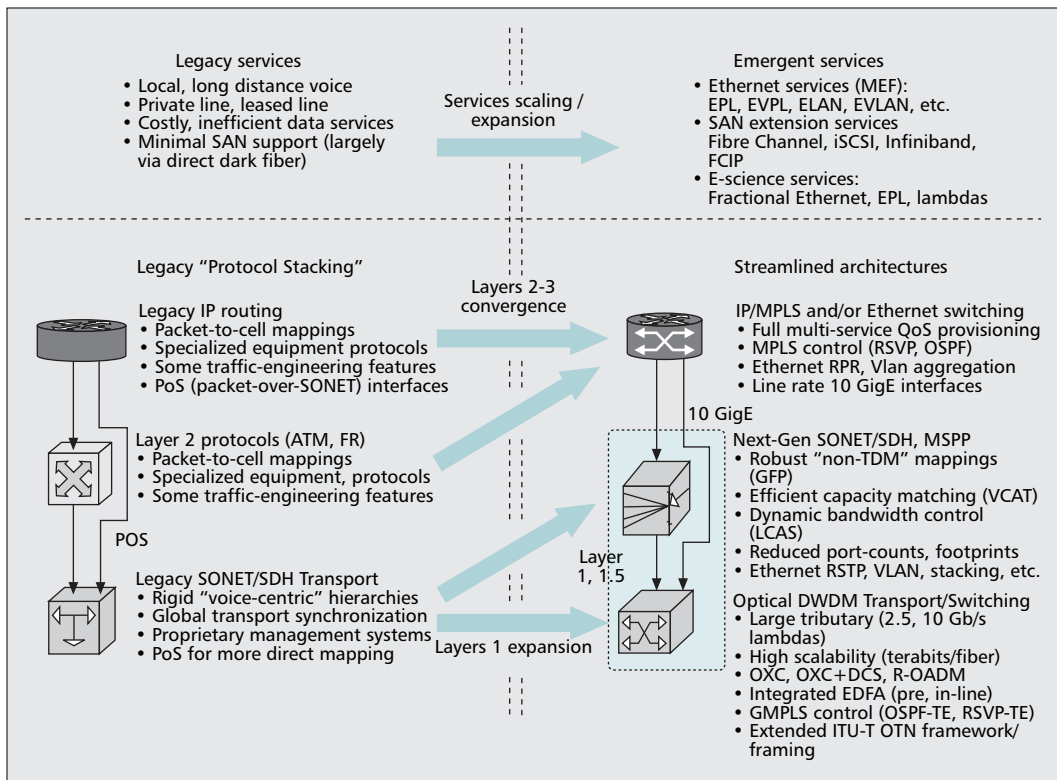 Legacy services
• Local, long distance voice
• Private line, leased line
• Costly, inefficient data services
• Minimal SAN support (largely
via direct dark fiber)
Services scaling /
expansion
Emergent services
• Ethernet services (MEF):
EPL, EVPL, ELAN, EVLAN, etc.
• SAN extension services
Fibre Channel, iSCSI, Infiniband,
FCIP
• E-science services:
Fractional Ethernet, EPL, lambdas
Legacy “Protocol Stacking”
Legacy IP routing
• Packet-to-cell mappings
• Specialized equipment protocols
• Some traffic-engineering features
• PoS (packet-over-SONET) interfaces
Layer 2 protocols (ATM, FR)
• Packet-to-cell mappings
• Specialized equipment, protocols
• Some traffic-engineering features
POS
Legacy SONET/SDH Transport
• Rigid “voice-centric” hierarchies
• Global transport synchronization
• Proprietary management systems
• PoS for more direct mapping
Layers 2-3
convergence
Layer
1, 1.5
Layers 1 expansion
Streamlined architectures
IP/MPLS and/or Ethernet switching
• Full multi-service QoS provisioning
• MPLS control (RSVP, OSPF)
• Ethernet RPR, Vlan aggregation
• Line rate 10 GigE interfaces
10 GigE
Next-Gen SONET/SDH, MSPP
• Robust “non-TDM” mappings
(GFP)
• Efficient capacity matching (VCAT)
• Dynamic bandwidth control
(LCAS)
• Reduced port-counts, footprints
• Ethernet RSTP, VLAN, stacking, etc.
Optical DWDM Transport/Switching
• Large tributary (2.5, 10 Gb/s
lambdas)
• High scalability (terabits/fiber)
• OXC, OXC+DCS, R-OADM
• Integrated EDFA (pre, in-line)
• GMPLS control (OSPF-TE, RSVP-TE)
• Extended ITU-T OTN framework/
framing